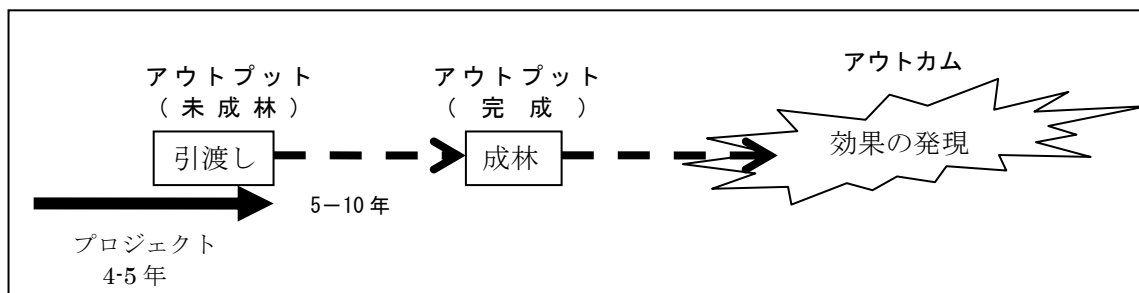 アウトプット
（未成林）
引渡し
アウトプット
（完成）
成林
アウトカム
効果の発現
5－10 年
プロジェクト
4-5 年